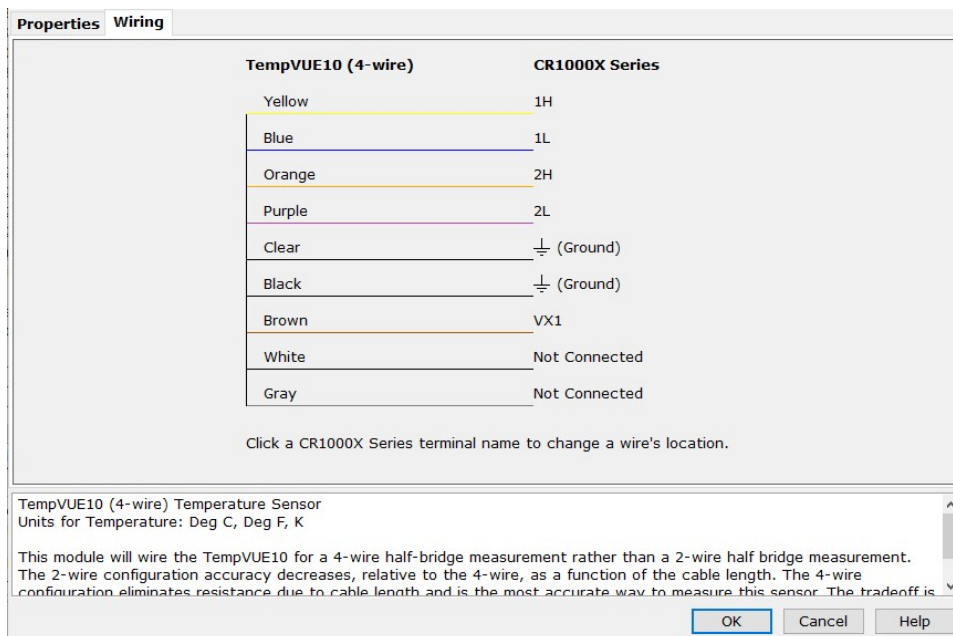 Properties Wiring
TempVUE10 (4-wire) CR1000X Series
Yellow 1H
Blue 1L
Orange 2H
Purple 2L
Clear ⏚ (Ground)
Black ⏚ (Ground)
Brown VX1
White Not Connected
Gray Not Connected
Click a CR1000X Series terminal name to change a wire's location.
TempVUE10 (4-wire) Temperature Sensor
Units for Temperature: Deg C, Deg F, K
This module will wire the TempVUE10 for a 4-wire half-bridge measurement rather than a 2-wire half bridge measurement.
The 2-wire configuration accuracy decreases, relative to the 4-wire, as a function of the cable length. The 4-wire
configuration eliminates resistance due to cable length and is the most accurate way to measure this sensor. The tradeoff is
OK Cancel Help